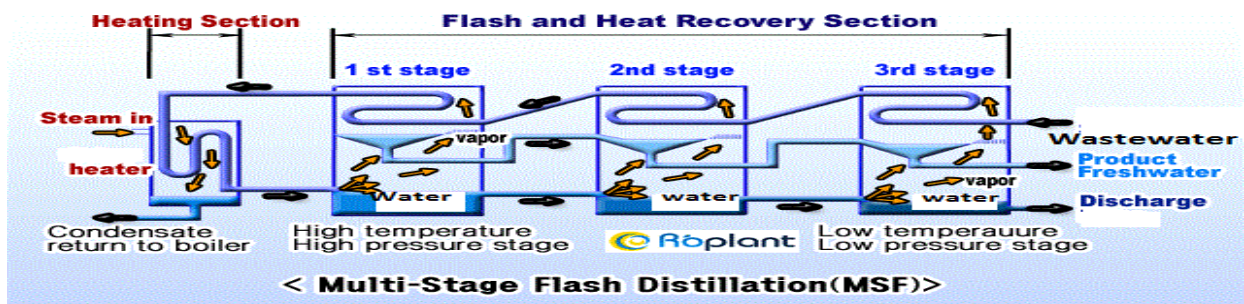 Heating Section
Flash and Heat Recovery Section
1 st stage
2nd stage
3rd stage
Steam in
heater
vapor
Wastewater
Product
Freshwater
vapor
Water
water
water
Discharge
Condensate
return to boiler
High temperature
High pressure stage
Roplant
Low temperauure
Low pressure stage
< Multi-Stage Flash Distillation(MSF)>